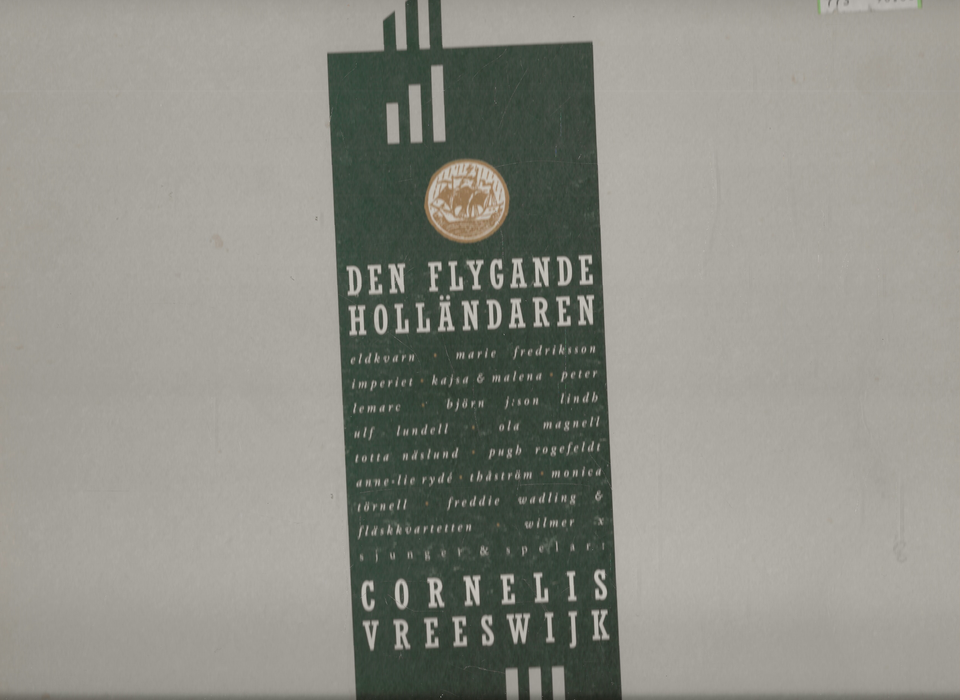 DEN FLYGANDE
HOLLÄNDAREN
eldkvarn · marie fredriksson
imperiet · kajsa & malena · peter
lemarc · björn j:son lindh
ulf lundell · ola magnell
totta näslund · pugh rogefeldt
anne-lie rydé · thåström · monica
törnell · freddie wadling &
fläskkvartetten · wilmer x
sjunger & spelar:
CORNELIS
VREESWIJK